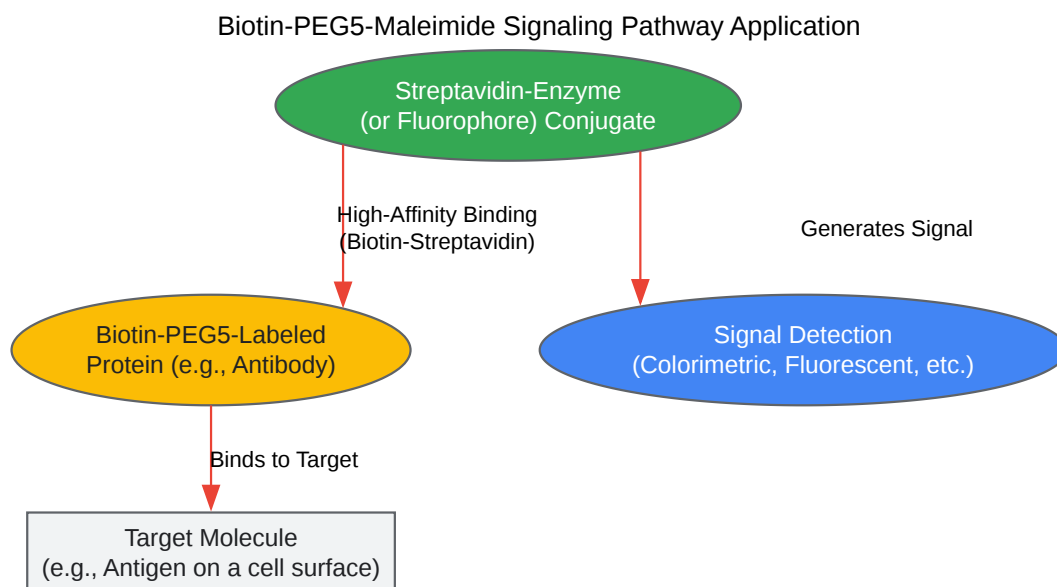 Biotin-PEG5-Maleimide Signaling Pathway Application
Streptavidin-Enzyme
(or Fluorophore) Conjugate
High-Affinity Binding
(Biotin-Streptavidin)
Generates Signal
Biotin-PEG5-Labeled
Protein (e.g., Antibody)
Signal Detection
(Colorimetric, Fluorescent, etc.)
Binds to Target
Target Molecule
(e.g., Antigen on a cell surface)